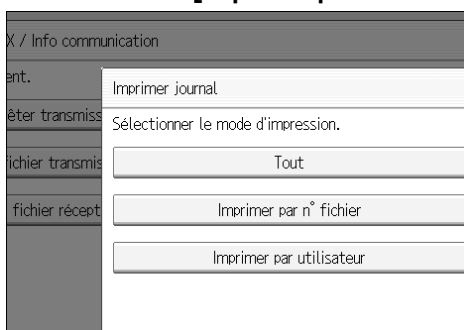 X / Info communication
ent.
Imprimer journal
êter transmiss
Sélectionner le mode d'impression.
ichier transmis
Tout
fichier récept
Imprimer par n° fichier
Imprimer par utilisateur